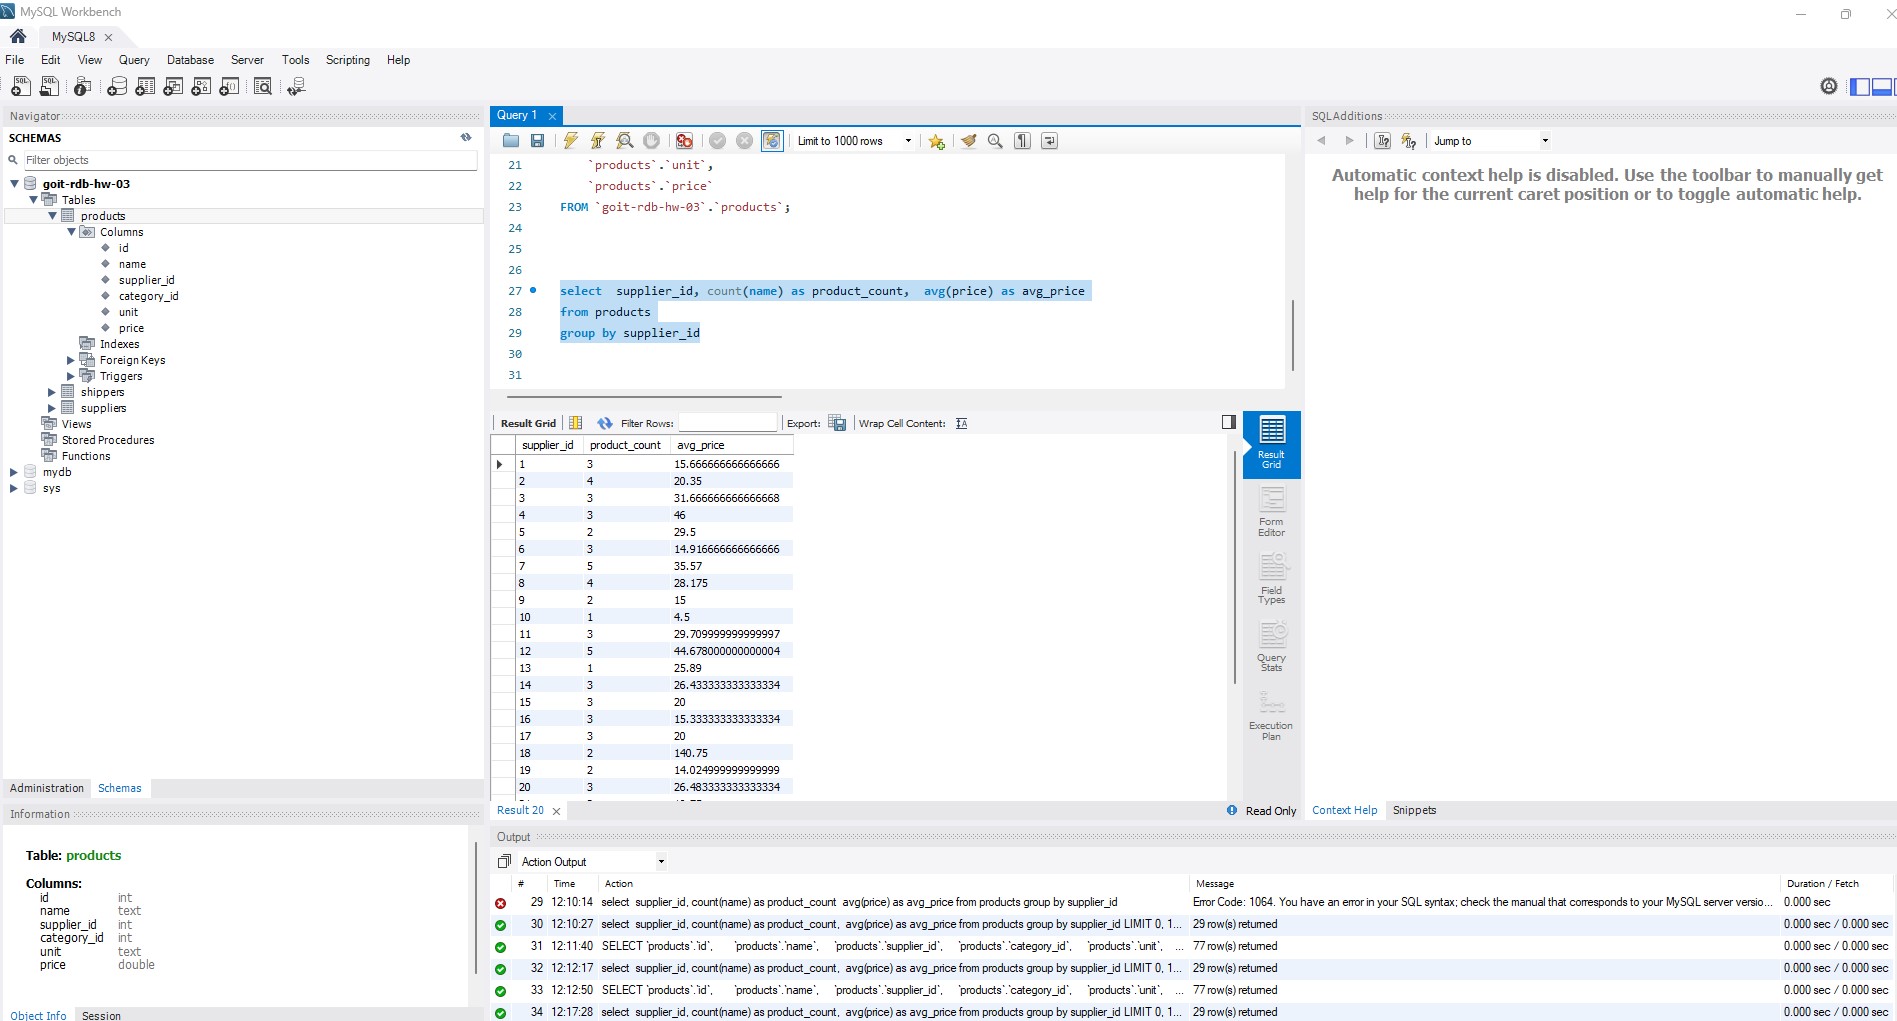 MySQL Workbench
MySQL8
File Edit View Query Database Server Tools Scripting Help
Navigator
SCHEMAS
Filter objects
goit-rdb-hw-03
Tables
products
Columns
id
name
supplier_id
category_id
unit
price
Indexes
Foreign Keys
Triggers
shippers
suppliers
Views
Stored Procedures
Functions
mydb
sys
Administration Schemas
Information
Table: products
Columns:
id int
name text
supplier_id int
category_id int
unit text
price double
Object Info Session
Query 1
Limit to 1000 rows
21 `products`.`unit`,
22 `products`.`price`
23 FROM `goit-rdb-hw-03`.`products`;
24
25
26
27 select  supplier_id, count(name) as product_count,  avg(price) as avg_price
28 from products
29 group by supplier_id
30
31
Result Grid Filter Rows: Export: Wrap Cell Content:
supplier_id product_count avg_price
1 3 15.666666666666666
2 4 20.35
3 3 31.666666666666668
4 3 46
5 2 29.5
6 3 14.916666666666666
7 5 35.57
8 4 28.175
9 2 15
10 1 4.5
11 3 29.709999999999997
12 5 44.678000000000004
13 1 25.89
14 3 26.433333333333334
15 3 20
16 3 15.333333333333334
17 3 20
18 2 140.75
19 2 14.024999999999999
20 3 26.483333333333334
Result Grid
Form Editor
Field Types
Query Stats
Execution Plan
Result 20
Read Only
SQLAdditions
Jump to
Automatic context help is disabled. Use the toolbar to manually get
help for the current caret position or to toggle automatic help.
Context Help Snippets
Output
Action Output
# Time Action Message Duration / Fetch
29 12:10:14 select  supplier_id, count(name) as product_count  avg(price) as avg_price from products group by supplier_id Error Code: 1064. You have an error in your SQL syntax; check the manual that corresponds to your MySQL server versio... 0.000 sec
30 12:10:27 select  supplier_id, count(name) as product_count,  avg(price) as avg_price from products group by supplier_id LIMIT 0, 1... 29 row(s) returned 0.000 sec / 0.000 sec
31 12:11:40 SELECT `products`.`id`,     `products`.`name`,     `products`.`supplier_id`,     `products`.`category_id`,     `products`.`unit`,     ... 77 row(s) returned 0.000 sec / 0.000 sec
32 12:12:17 select  supplier_id, count(name) as product_count,  avg(price) as avg_price from products group by supplier_id LIMIT 0, 1... 29 row(s) returned 0.000 sec / 0.000 sec
33 12:12:50 SELECT `products`.`id`,     `products`.`name`,     `products`.`supplier_id`,     `products`.`category_id`,     `products`.`unit`,     ... 77 row(s) returned 0.000 sec / 0.000 sec
34 12:17:28 select  supplier_id, count(name) as product_count,  avg(price) as avg_price from products group by supplier_id LIMIT 0, 1... 29 row(s) returned 0.000 sec / 0.000 sec